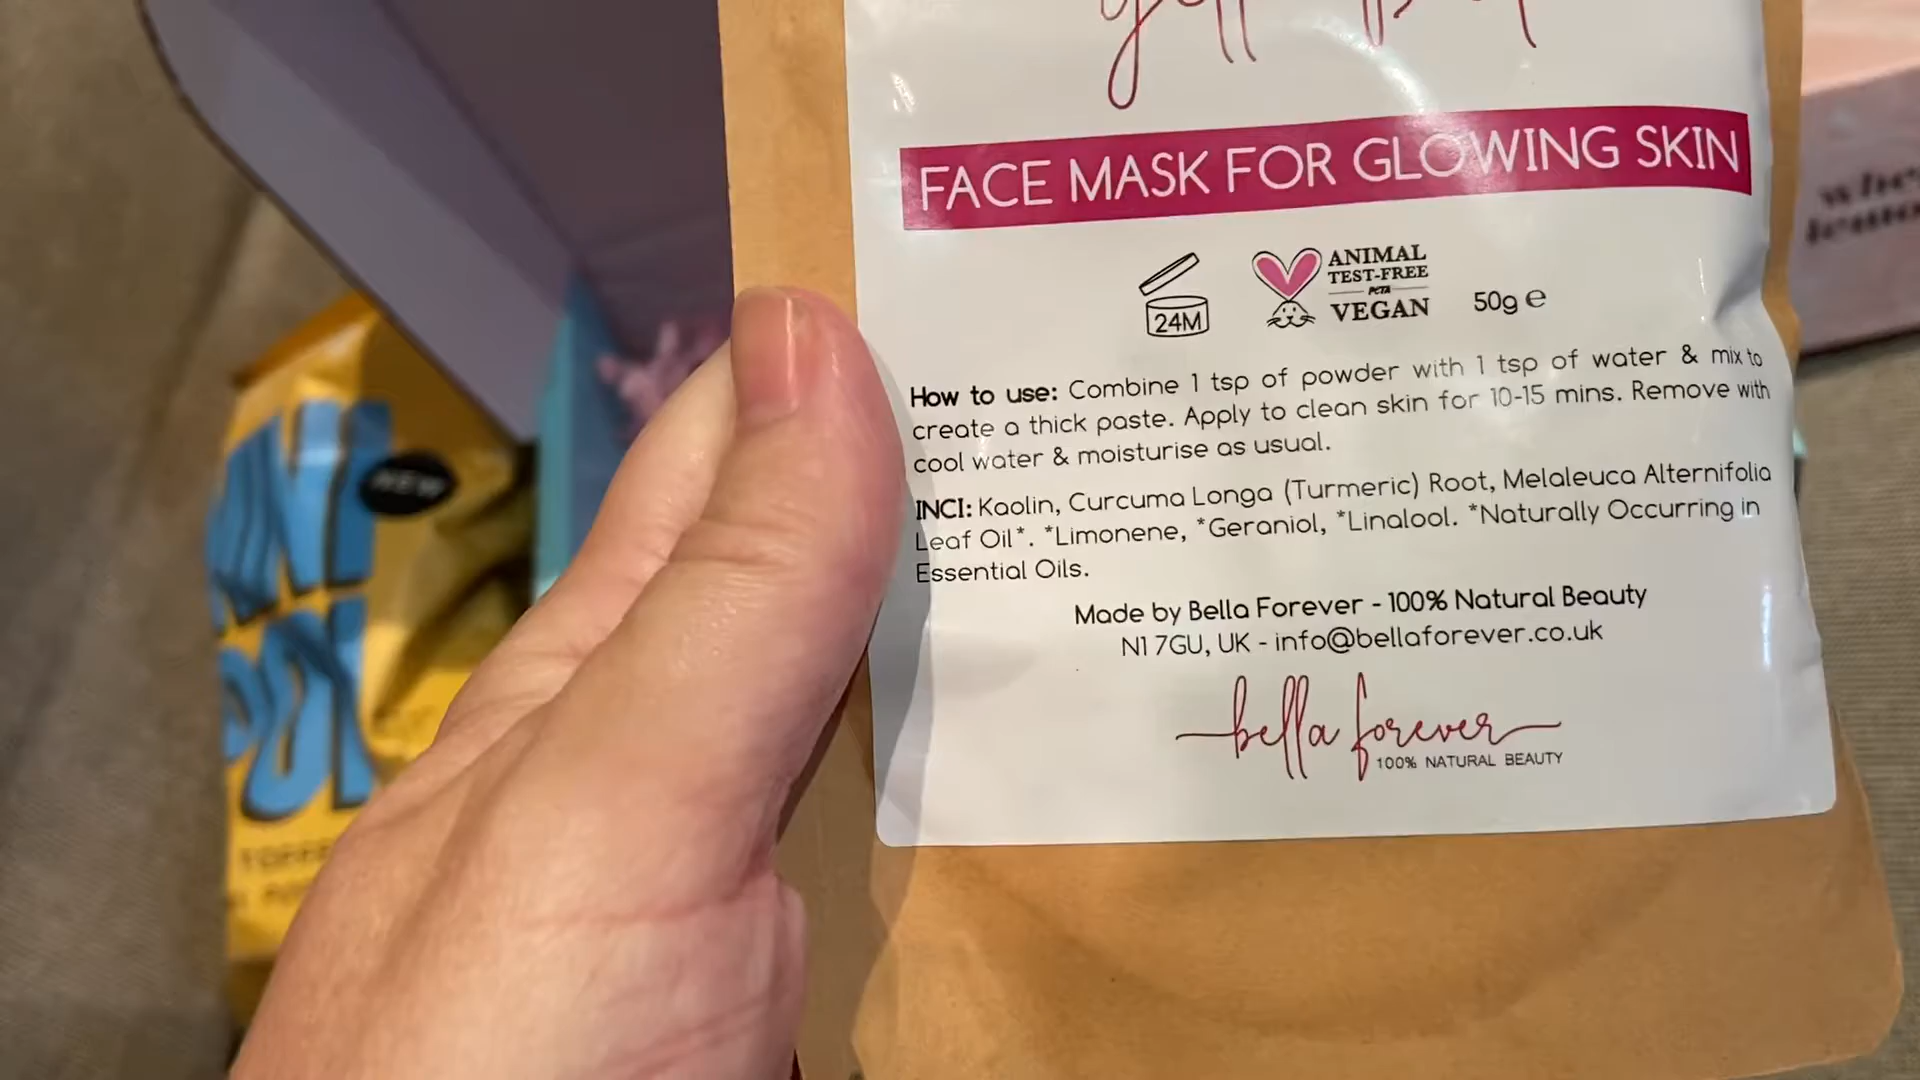 FACE MASK FOR GLOWING SKIN
24M
ANIMAL
TEST-FREE
PETA
VEGAN
50g e
How to use: Combine 1 tsp of powder with 1 tsp of water & mix to
create a thick paste. Apply to clean skin for 10-15 mins. Remove with
cool water & moisturise as usual.
INCI: Kaolin, Curcuma Longa (Turmeric) Root, Melaleuca Alternifolia
Leaf Oil*. *Limonene, *Geraniol, *Linalool. *Naturally Occurring in
Essential Oils.
Made by Bella Forever - 100% Natural Beauty
N1 7GU, UK - info@bellaforever.co.uk
bella forever
100% NATURAL BEAUTY
NEW